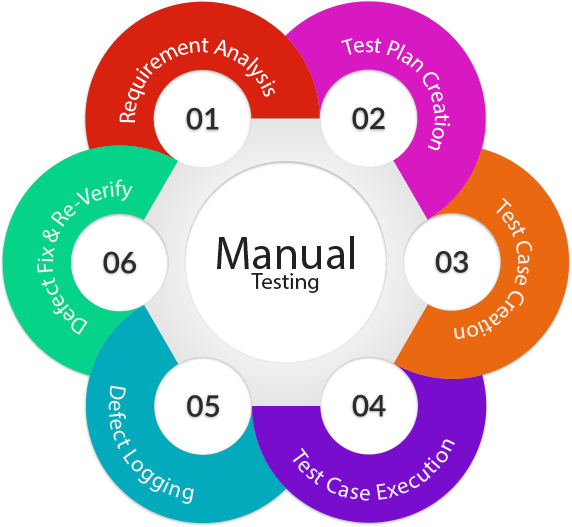 Manual
Testing
01
Requirement Analysis
02
Test Plan Creation
03
Test Case Creation
04
Test Case Execution
05
Defect Logging
06
Defect Fix & Re-Verify